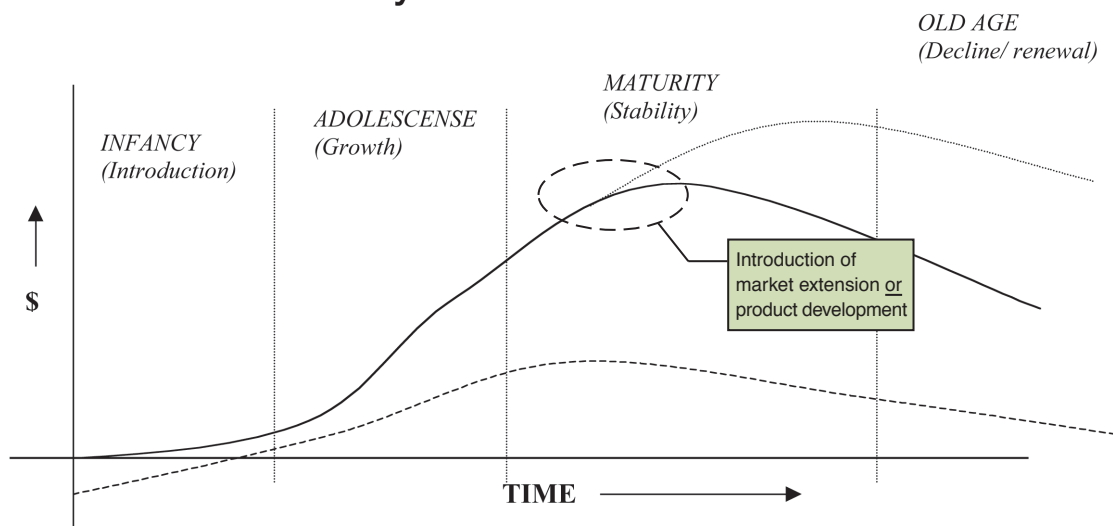 OLD AGE
(Decline/ renewal)
MATURITY
(Stability)
ADOLESCENSE
(Growth)
INFANCY
(Introduction)
$
Introduction of
market extension or
product development
TIME